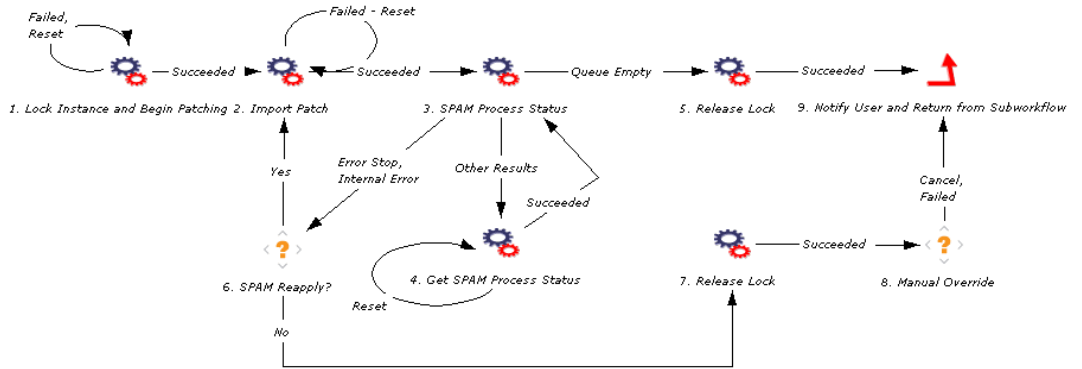 Failed,
Reset
Failed - Reset
Succeeded
Succeeded
Queue Empty
Succeeded
1. Lock Instance and Begin Patching
2. Import Patch
3. SPAM Process Status
5. Release Lock
9. Notify User and Return from Subworkflow
Yes
Error Stop,
Internal Error
Other Results
Succeeded
Cancel,
Failed
Succeeded
6. SPAM Reapply?
4. Get SPAM Process Status
7. Release Lock
8. Manual Override
Reset
No